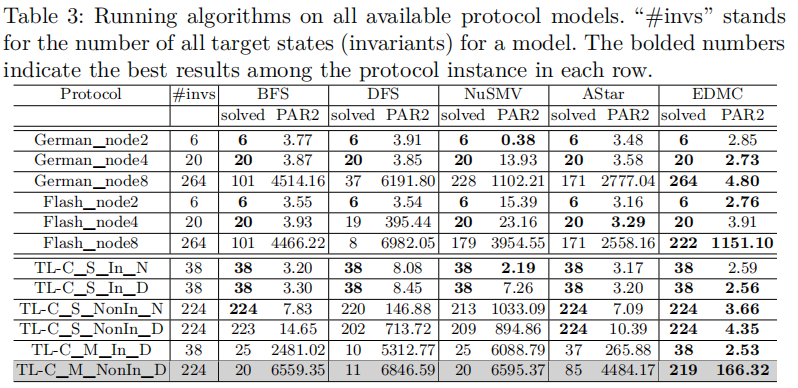 Table 3: Running algorithms on all available protocol models. “#invs” stands
for the number of all target states (invariants) for a model. The bolded numbers
indicate the best results among the protocol instance in each row.
Protocol #invs BFS DFS NuSMV AStar EDMC
solved PAR2 solved PAR2 solved PAR2 solved PAR2 solved PAR2
German_node2 6 6 3.77 6 3.91 6 0.38 6 3.48 6 2.85
German_node4 20 20 3.87 20 3.85 20 13.93 20 3.58 20 2.73
German_node8 264 101 4514.16 37 6191.80 228 1102.21 171 2777.04 264 4.80
Flash_node2 6 6 3.55 6 3.54 6 15.39 6 3.16 6 2.76
Flash_node4 20 20 3.93 19 395.44 20 23.16 20 3.29 20 3.91
Flash_node8 264 101 4466.22 8 6982.05 179 3954.55 171 2558.16 222 1151.10
TL-C_S_In_N 38 38 3.20 38 8.08 38 2.19 38 3.17 38 2.59
TL-C_S_In_D 38 38 3.30 38 8.45 38 7.26 38 3.20 38 2.56
TL-C_S_NonIn_N 224 224 7.83 220 146.88 213 1033.09 224 7.09 224 3.66
TL-C_S_NonIn_D 224 223 14.65 202 713.72 209 894.86 224 10.39 224 4.35
TL-C_M_In_D 38 25 2481.02 10 5312.77 25 6088.79 37 265.88 38 2.53
TL-C_M_NonIn_D 224 20 6559.35 11 6846.59 20 6595.37 85 4484.17 219 166.32